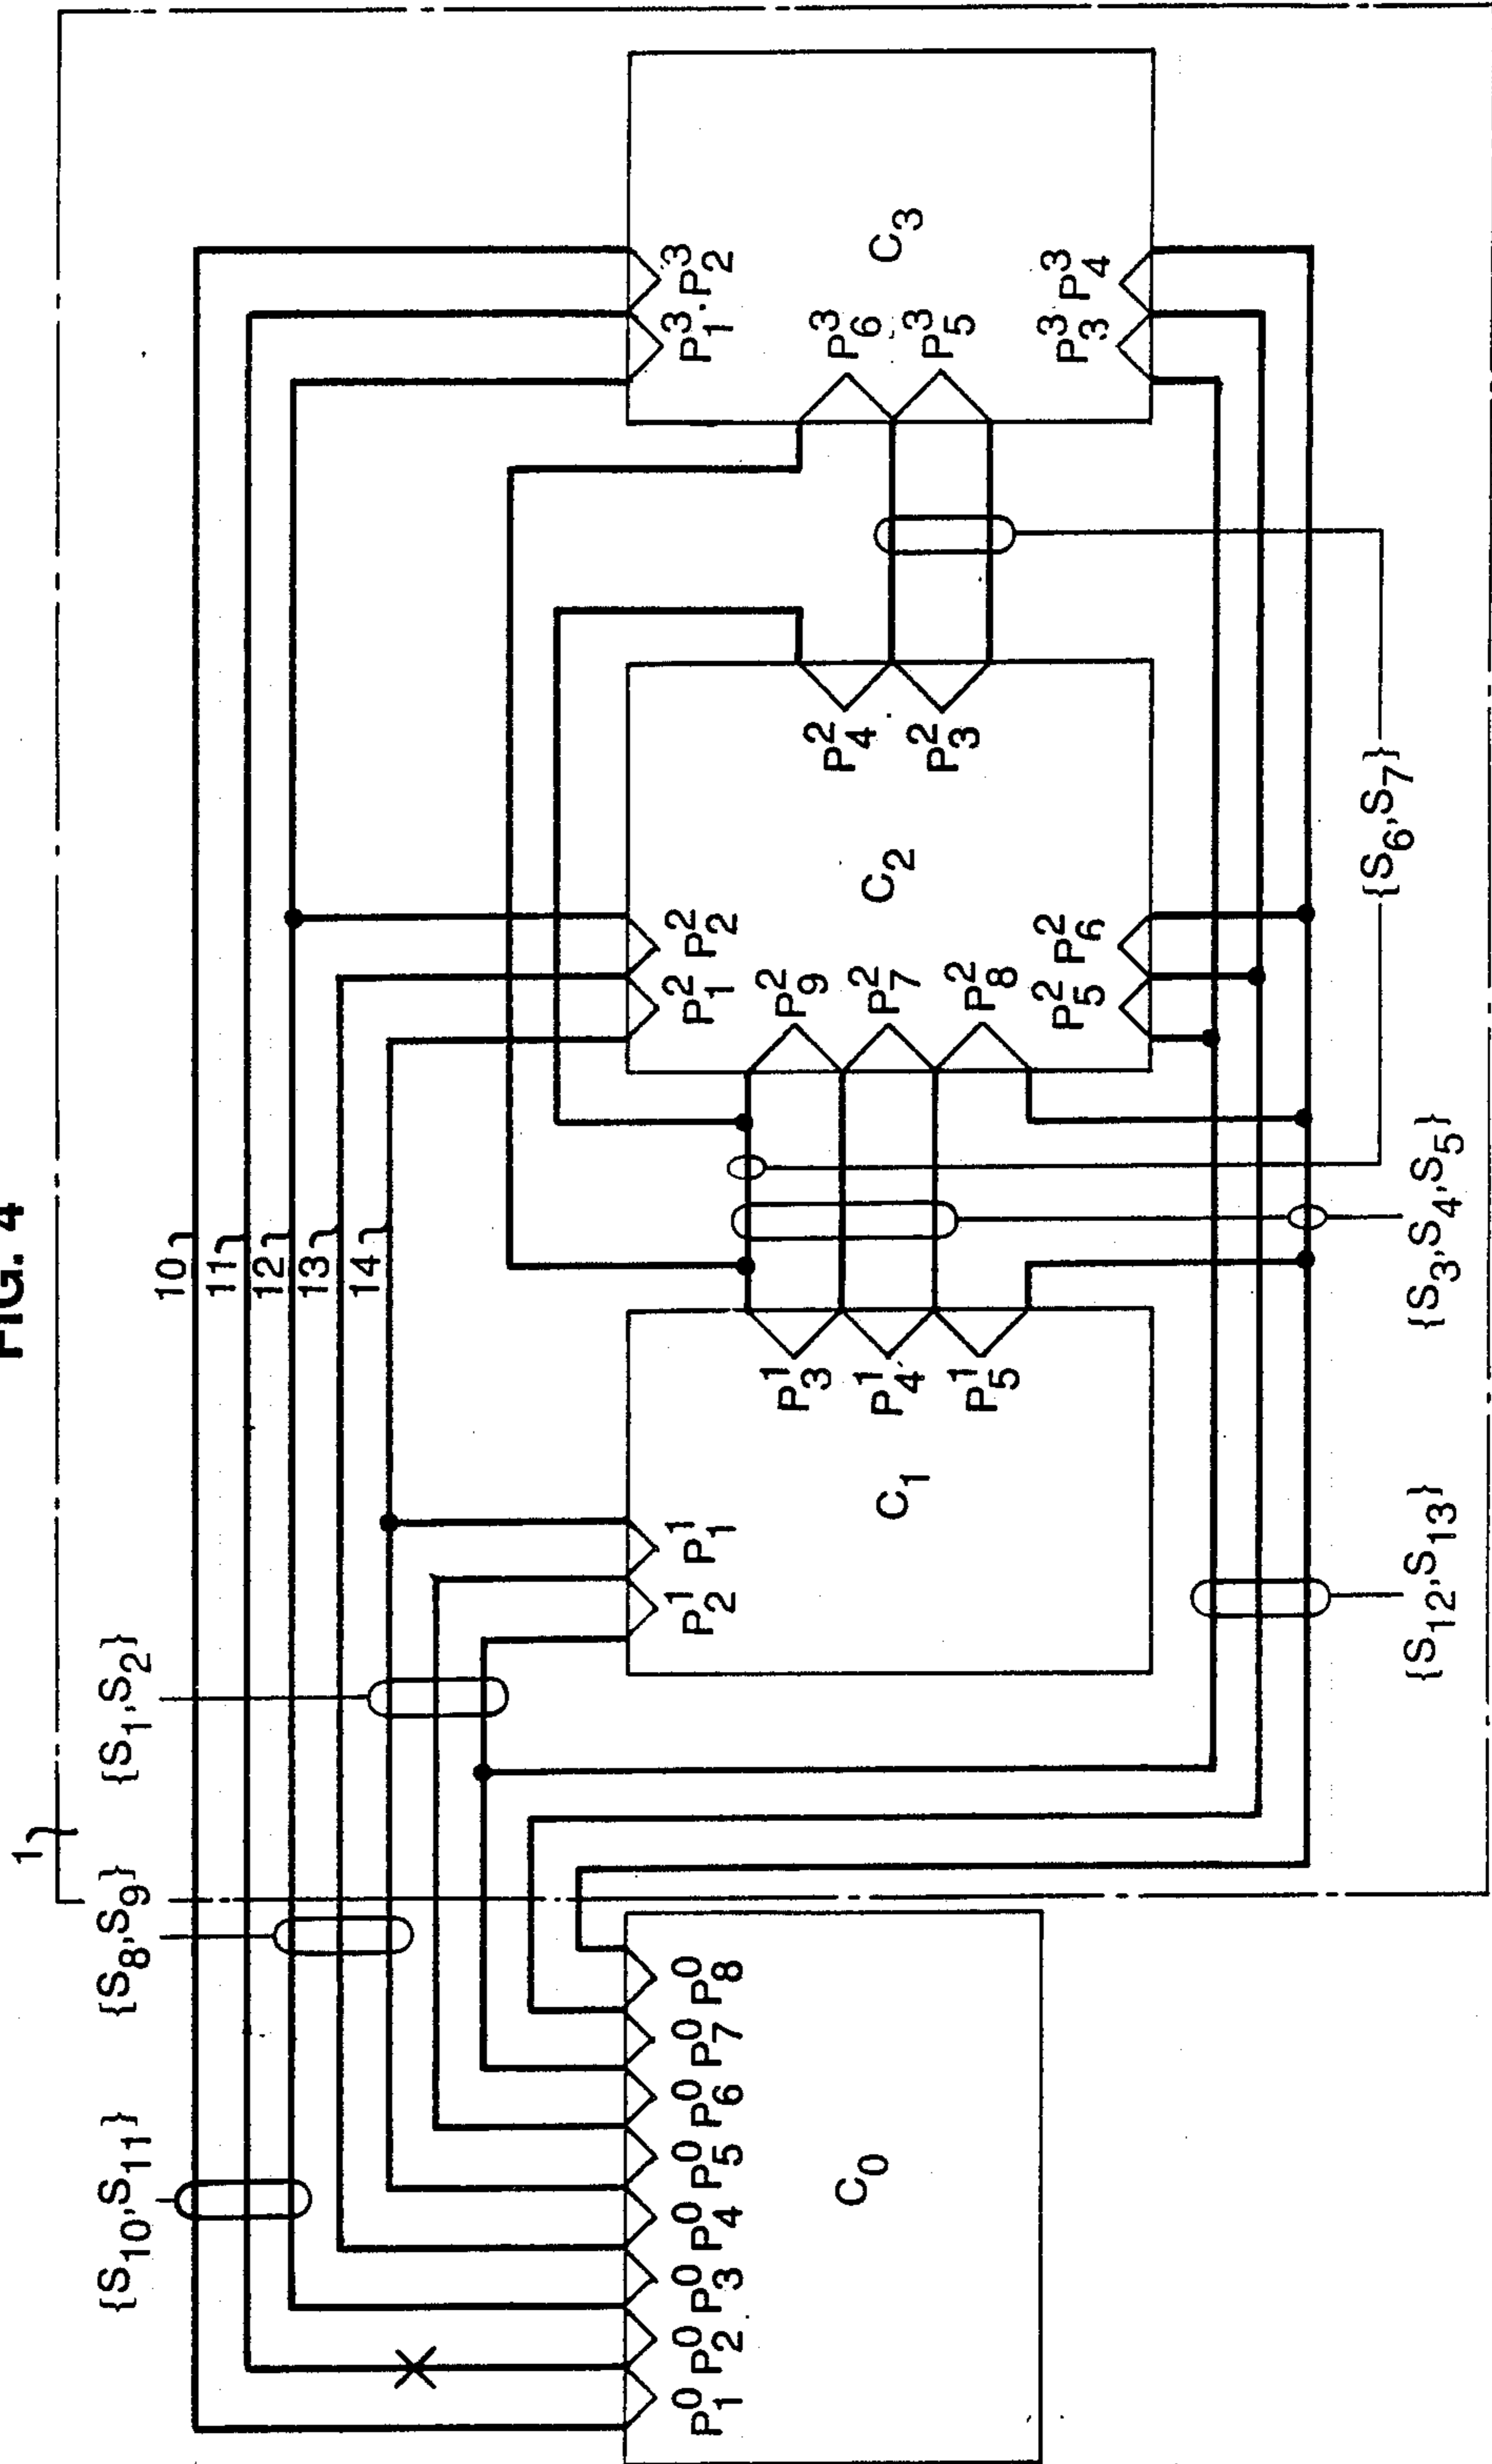 FIG. 4
1
{S10,S11}
{S8,S9}
{S1,S2}
10
11
12
13
14
P⁰₁ P⁰₂ P⁰₃ P⁰₄ P⁰₅ P⁰₆ P⁰₇ P⁰₈
C₀
P¹₂ P¹₁
C₁
P¹₃
P¹₄
P¹₅
P²₁ P²₂
P²₉
P²₇
P²₈
P²₅ P²₆
C₂
P²₄
P²₃
P³₁ P³₂
P³₆
P³₅
P³₃ P³₄
C₃
{S12,S13}
{S3,S4,S5}
{S6,S7}